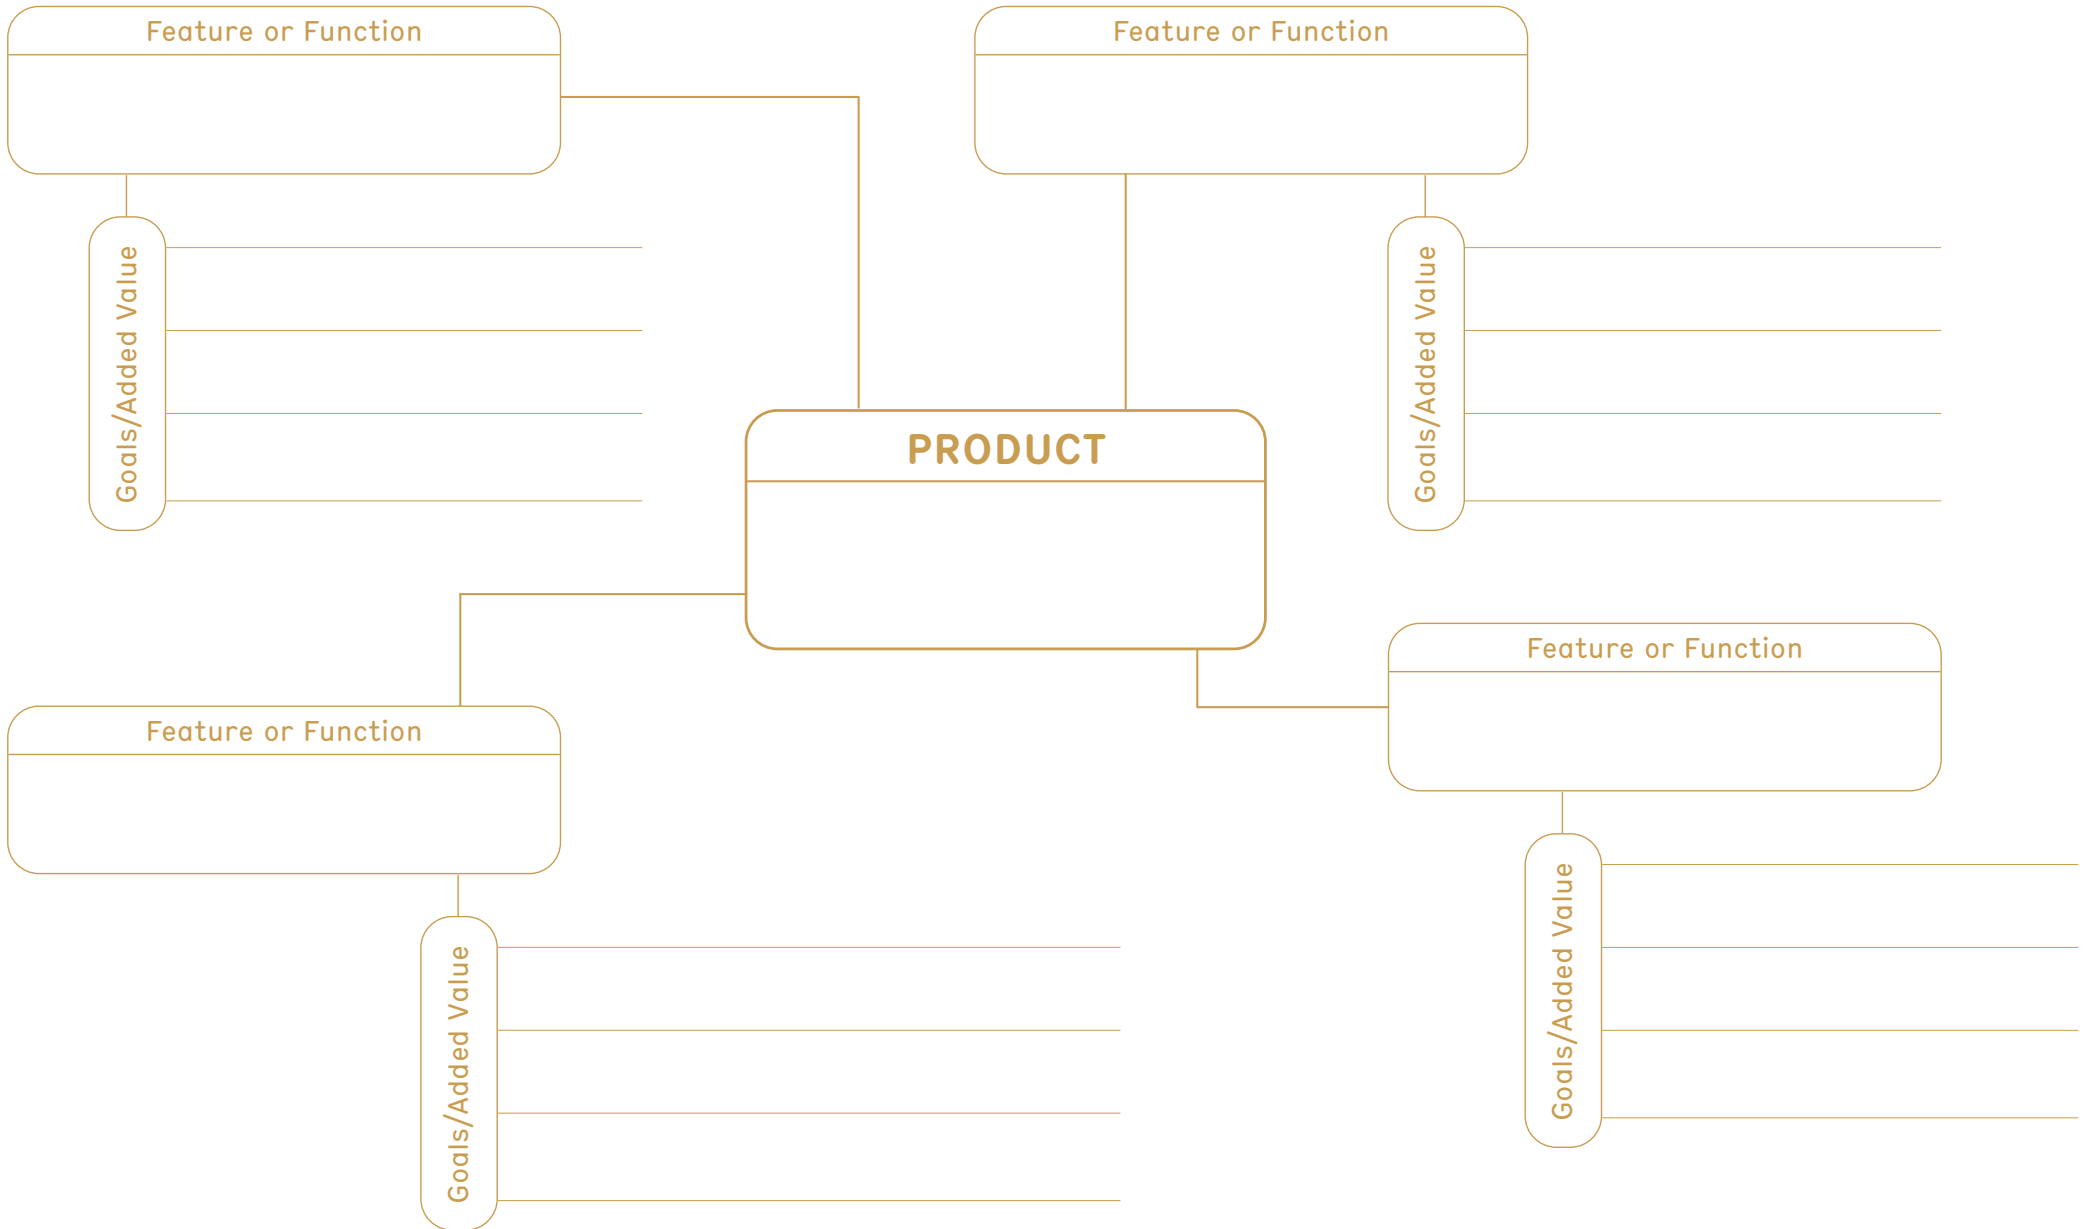 Feature or Function
Feature or Function
Goals/Added Value
Goals/Added Value
PRODUCT
Feature or Function
Feature or Function
Goals/Added Value
Goals/Added Value